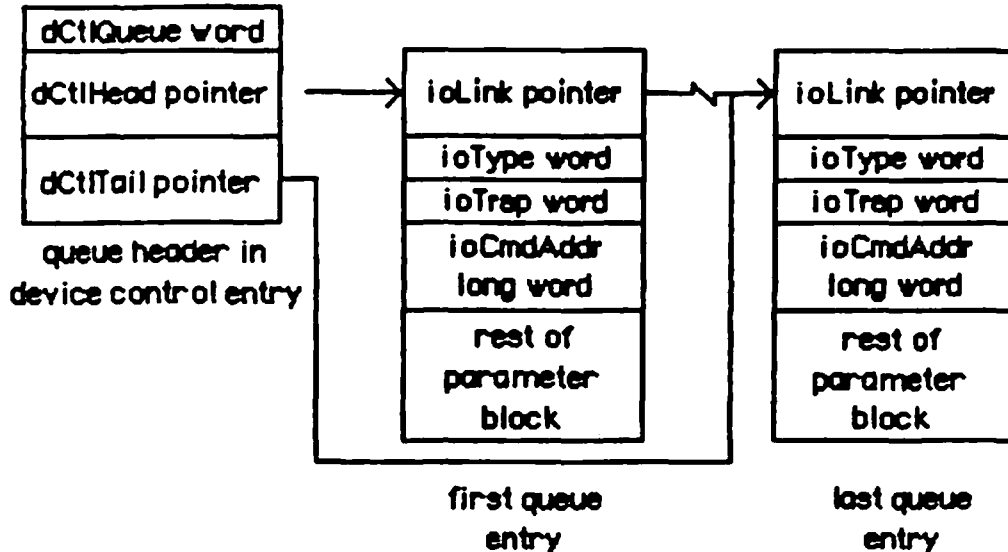 dCtlQueue word
dCtlHead pointer
dCtlTail pointer
queue header in
device control entry
ioLink pointer
ioType word
ioTrap word
ioCmdAddr
long word
rest of
parameter
block
first queue
entry
ioLink pointer
ioType word
ioTrap word
ioCmdAddr
long word
rest of
parameter
block
last queue
entry